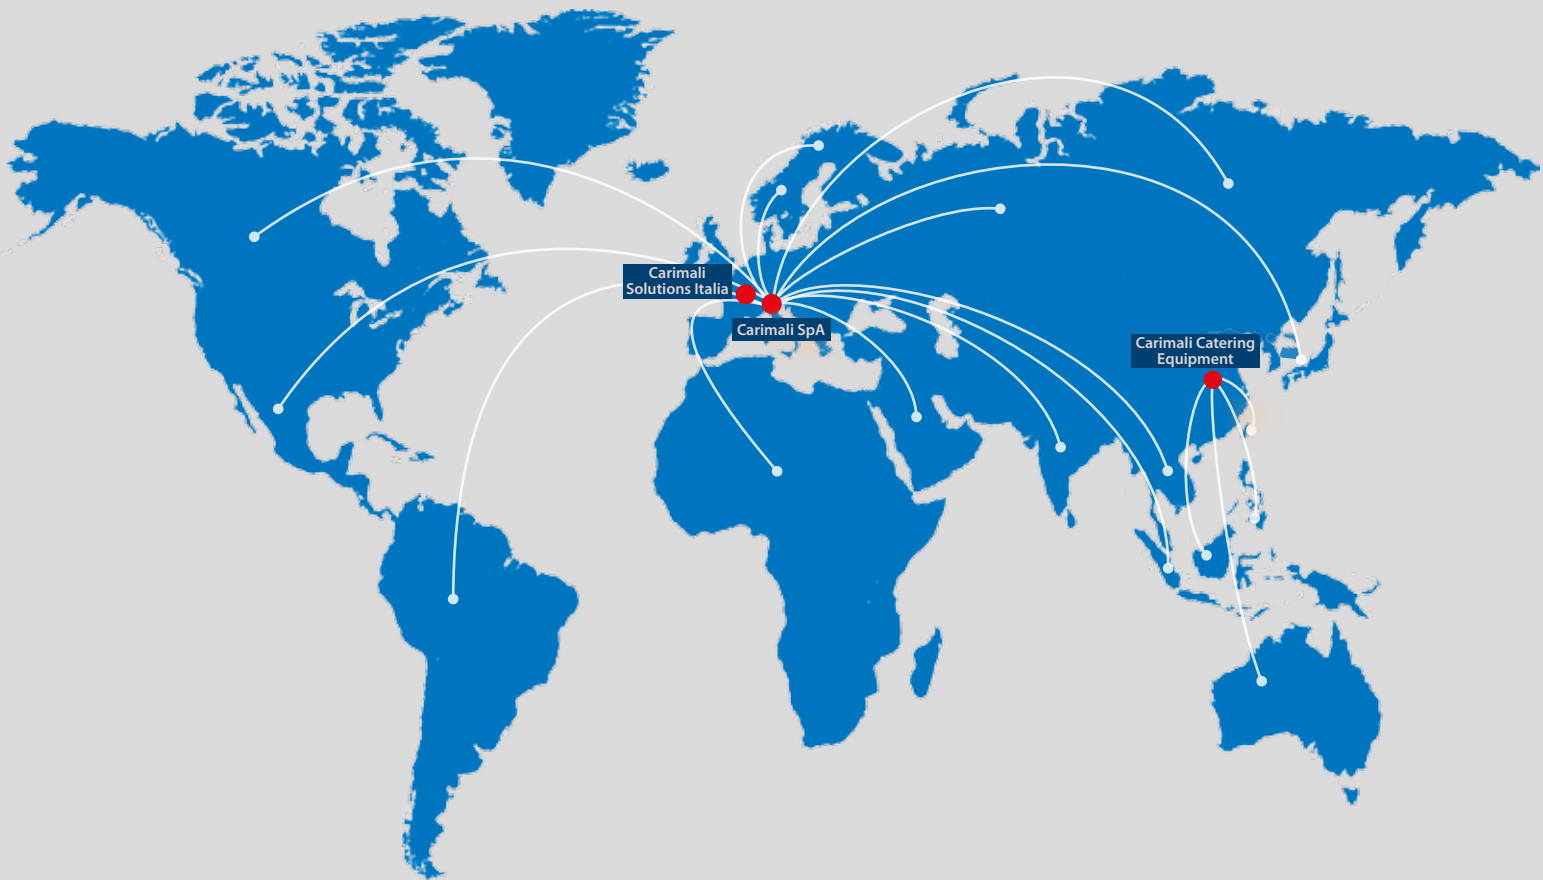 Carimali
Solutions Italia
Carimali SpA
Carimali Catering
Equipment